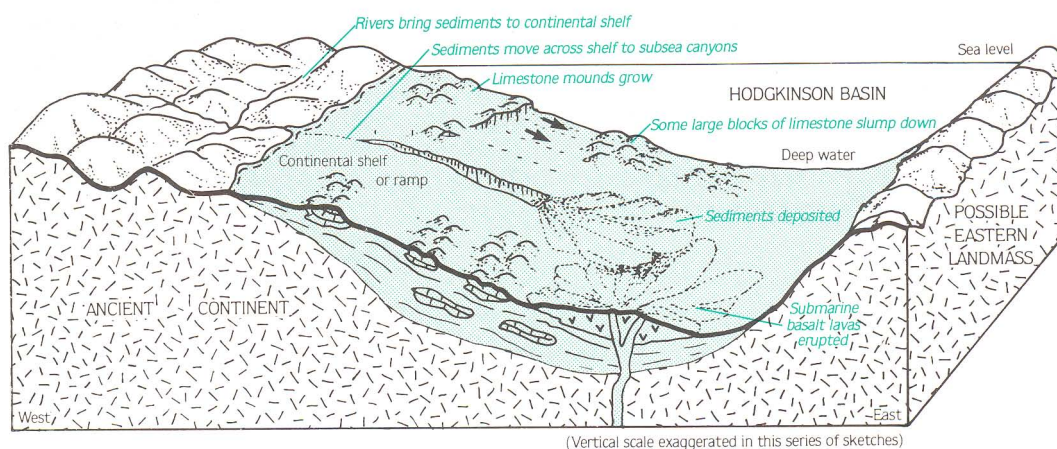 Rivers bring sediments to continental shelf
Sediments move across shelf to subsea canyons
Sea level
Limestone mounds grow
HODGKINSON BASIN
Some large blocks of limestone slump down
Deep water
Continental shelf
or ramp
Sediments deposited
POSSIBLE
EASTERN
LANDMASS
ANCIENT CONTINENT
Submarine
basalt lavas
erupted
West
East
(Vertical scale exaggerated in this series of sketches)